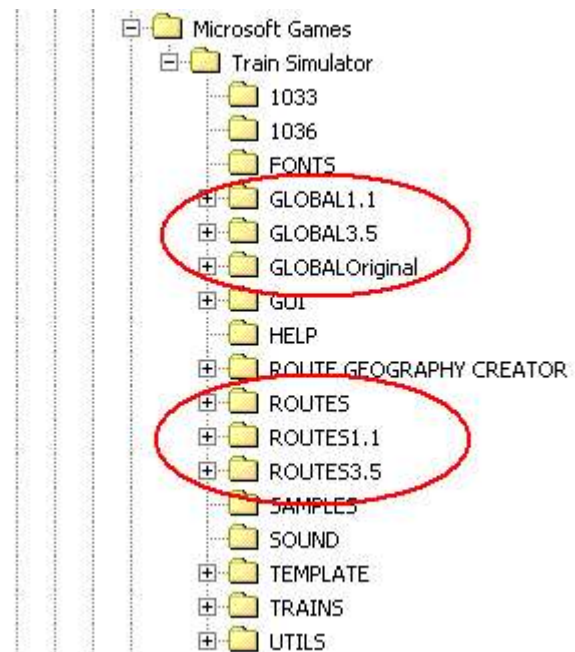 Microsoft Games
Train Simulator
1033
1036
FONTS
GLOBAL1.1
GLOBAL3.5
GLOBALOriginal
GUI
HELP
ROUTE GEOGRAPHY CREATOR
ROUTES
ROUTES1.1
ROUTES3.5
SAMPLES
SOUND
TEMPLATE
TRAINS
UTILS